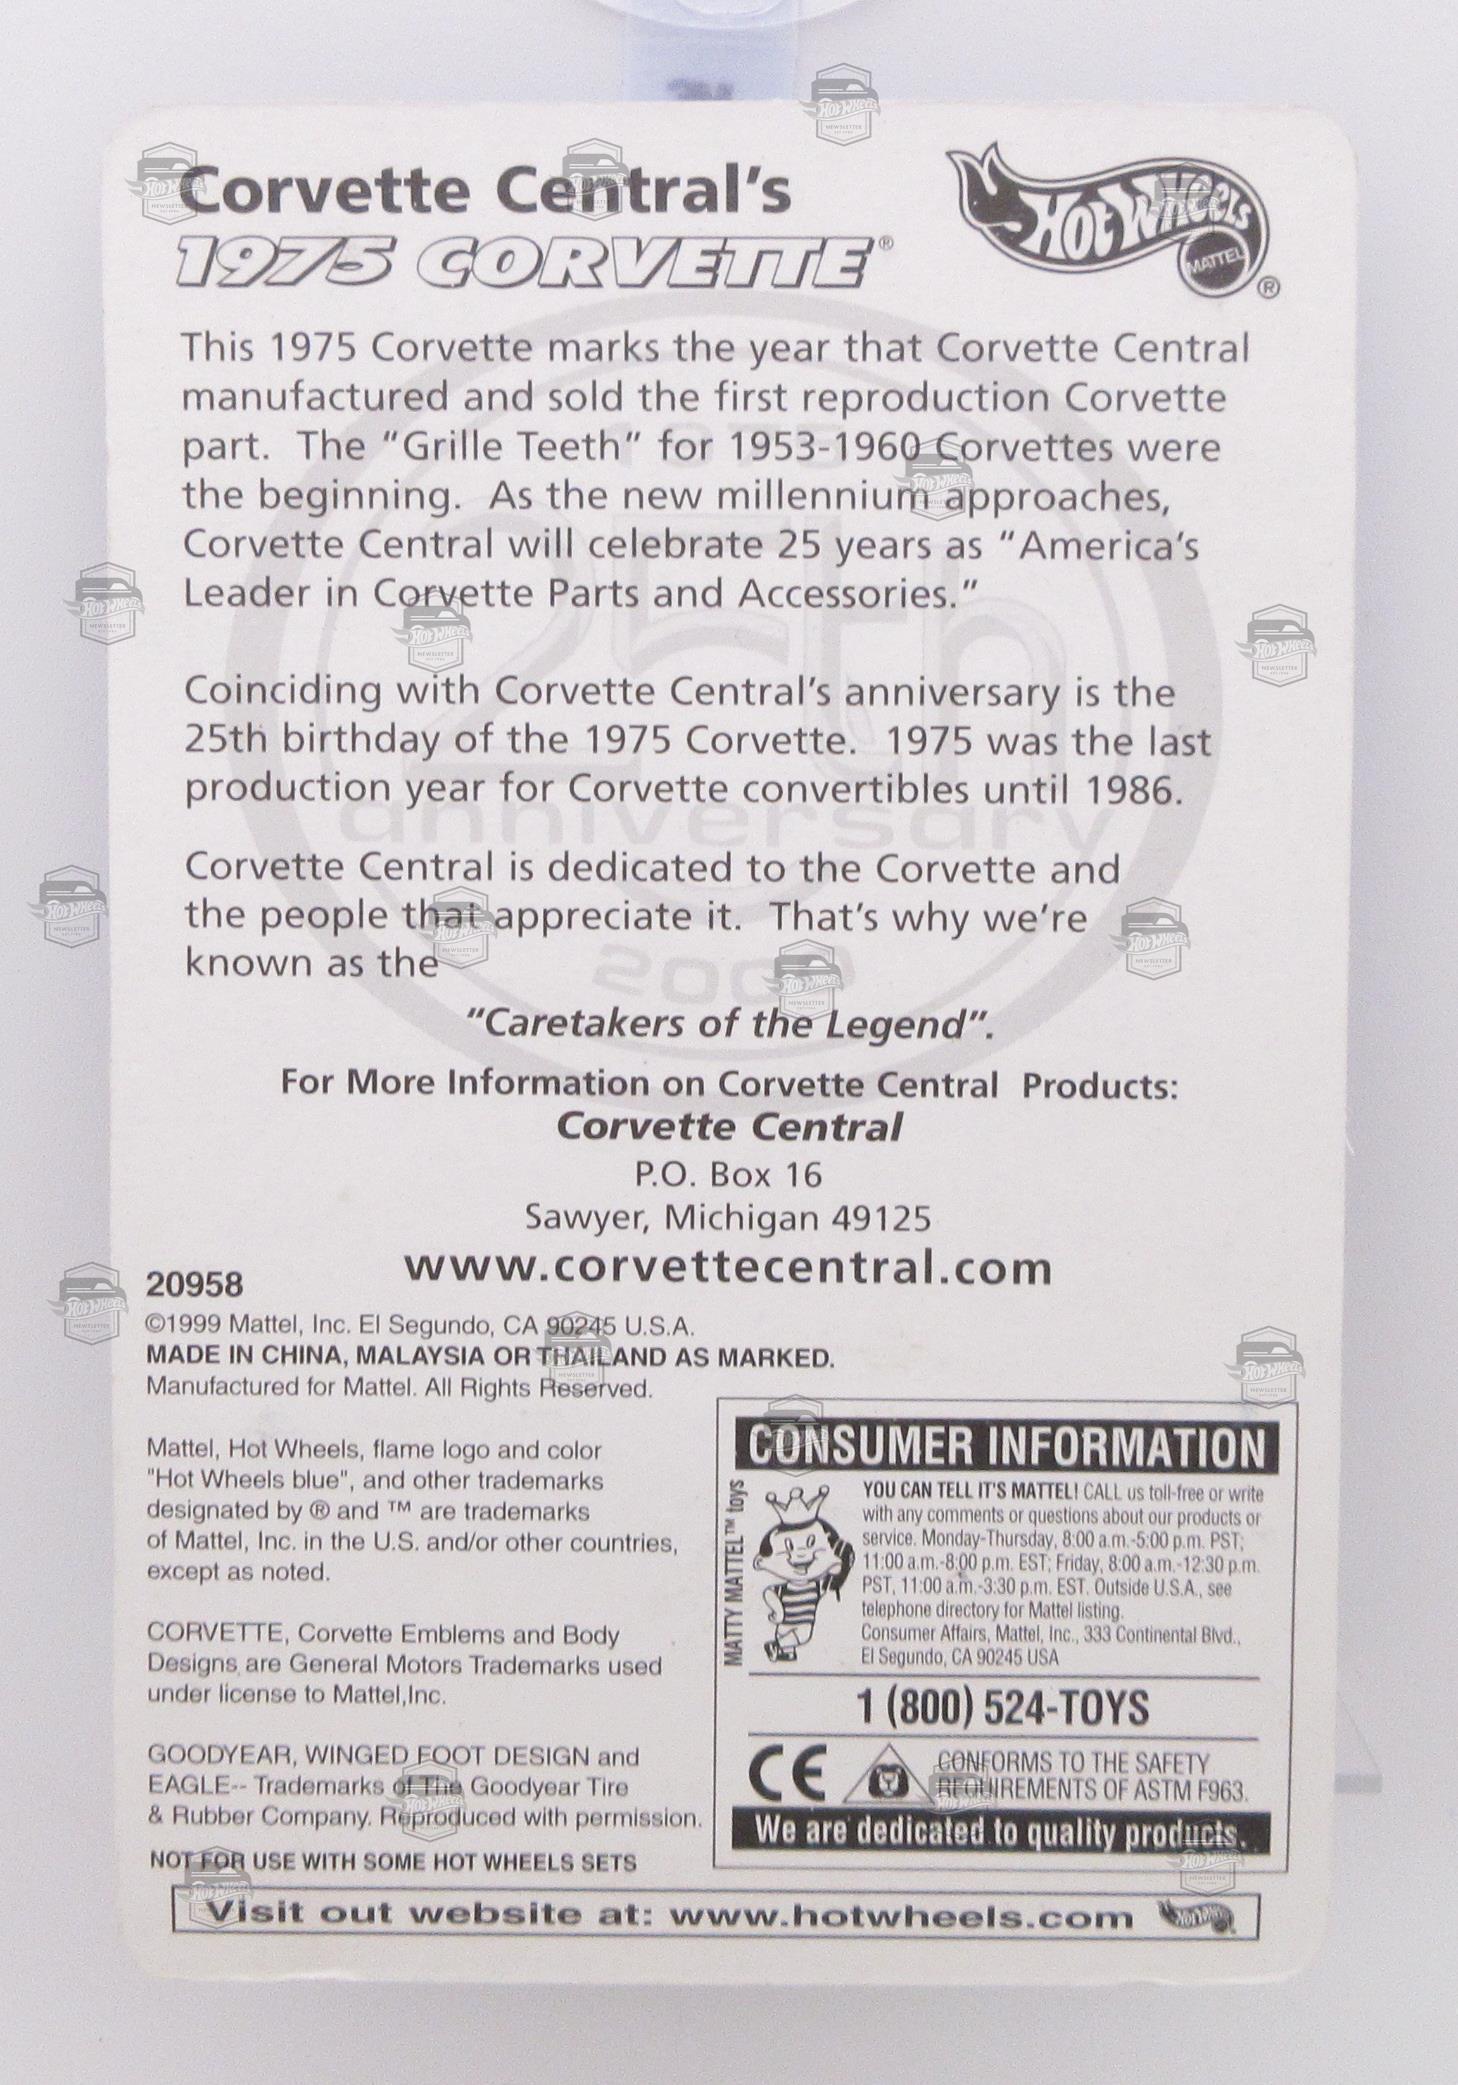 Corvette Central's
1975 CORVETTE®
HOT WHEELS
MATTEL
®
This 1975 Corvette marks the year that Corvette Central
manufactured and sold the first reproduction Corvette
part.  The "Grille Teeth" for 1953-1960 Corvettes were
the beginning.  As the new millennium approaches,
Corvette Central will celebrate 25 years as "America's
Leader in Corvette Parts and Accessories."
Coinciding with Corvette Central's anniversary is the
25th birthday of the 1975 Corvette.  1975 was the last
production year for Corvette convertibles until 1986.
Corvette Central is dedicated to the Corvette and
the people that appreciate it.  That's why we're
known as the
"Caretakers of the Legend".
1975
25th
anniversary
2000
For More Information on Corvette Central  Products:
Corvette Central
P.O. Box 16
Sawyer, Michigan 49125
www.corvettecentral.com
20958
©1999 Mattel, Inc. El Segundo, CA 90245 U.S.A.
MADE IN CHINA, MALAYSIA OR THAILAND AS MARKED.
Manufactured for Mattel. All Rights Reserved.
Mattel, Hot Wheels, flame logo and color
"Hot Wheels blue", and other trademarks
designated by ® and ™ are trademarks
of Mattel, Inc. in the U.S. and/or other countries,
except as noted.
CORVETTE, Corvette Emblems and Body
Designs are General Motors Trademarks used
under license to Mattel,Inc.
GOODYEAR, WINGED FOOT DESIGN and
EAGLE-- Trademarks of The Goodyear Tire
& Rubber Company. Reproduced with permission.
NOT FOR USE WITH SOME HOT WHEELS SETS
CONSUMER INFORMATION
MATTY MATTEL™ toys
YOU CAN TELL IT'S MATTEL! CALL us toll-free or write
with any comments or questions about our products or
service. Monday-Thursday, 8:00 a.m.-5:00 p.m. PST;
11:00 a.m.-8:00 p.m. EST; Friday, 8:00 a.m.-12:30 p.m.
PST, 11:00 a.m.-3:30 p.m. EST. Outside U.S.A., see
telephone directory for Mattel listing.
Consumer Affairs, Mattel, Inc., 333 Continental Blvd.,
El Segundo, CA 90245 USA
1 (800) 524-TOYS
CE
CONFORMS TO THE SAFETY
REQUIREMENTS OF ASTM F963.
We are dedicated to quality products.
Visit out website at: www.hotwheels.com
HOT WHEELS
HOT WHEELS
NEWSLETTER